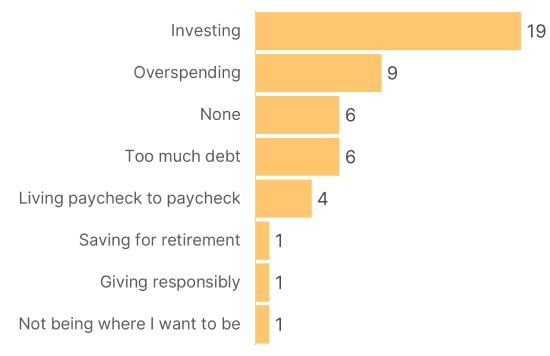 Investing 19
Overspending 9
None 6
Too much debt 6
Living paycheck to paycheck 4
Saving for retirement 1
Giving responsibly 1
Not being where I want to be 1